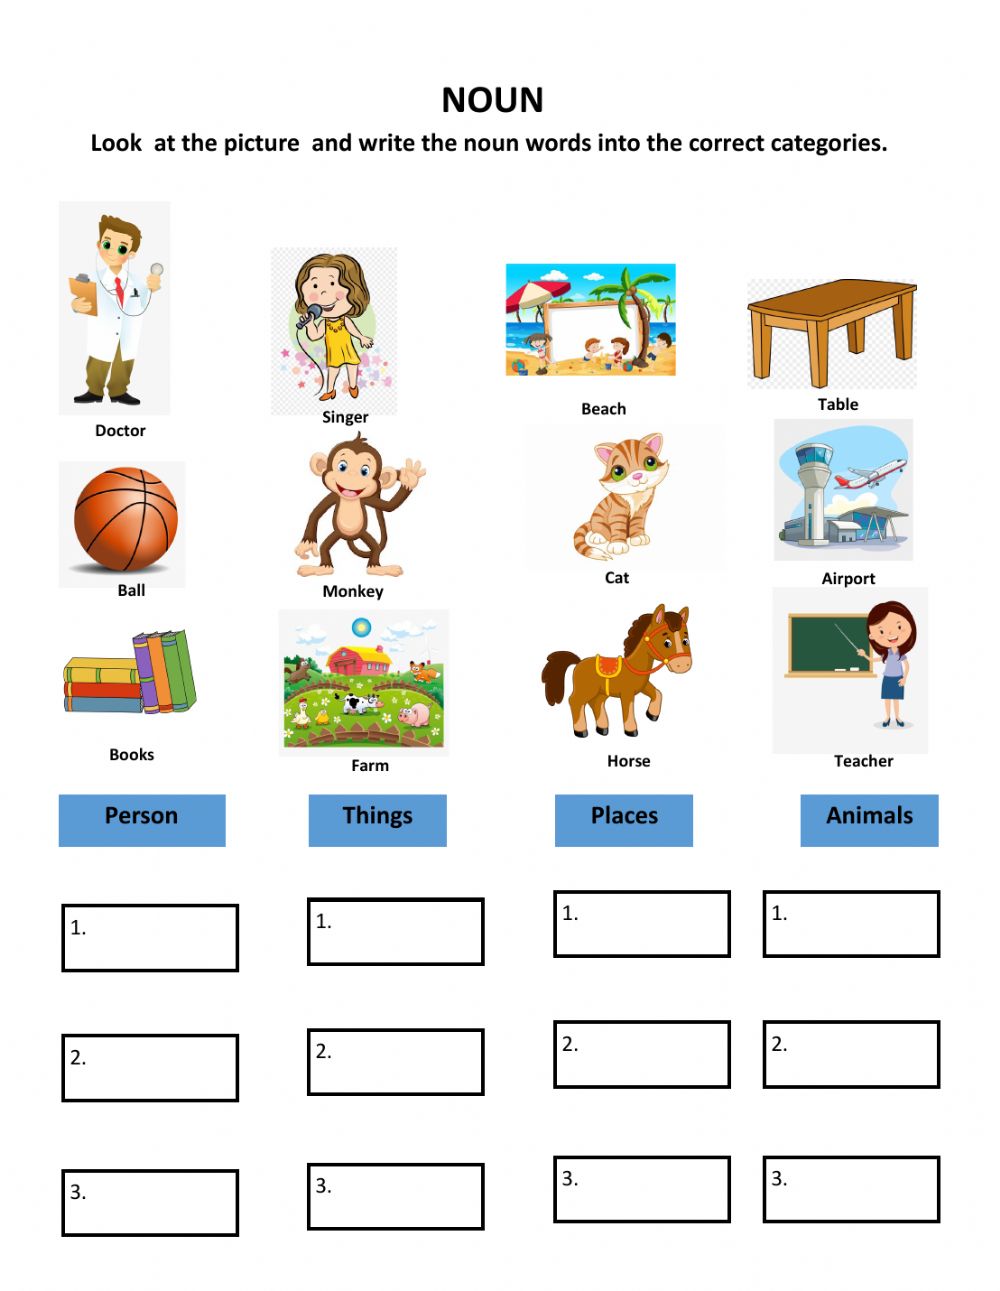 NOUN
Look at the picture and write the noun words into the correct categories.
Doctor
Singer
Beach
Table
Ball
Monkey
Cat
Airport
Books
Farm
Horse
Teacher
Person
Things
Places
Animals
1.
1.
1.
1.
2.
2.
2.
2.
3.
3.
3.
3.